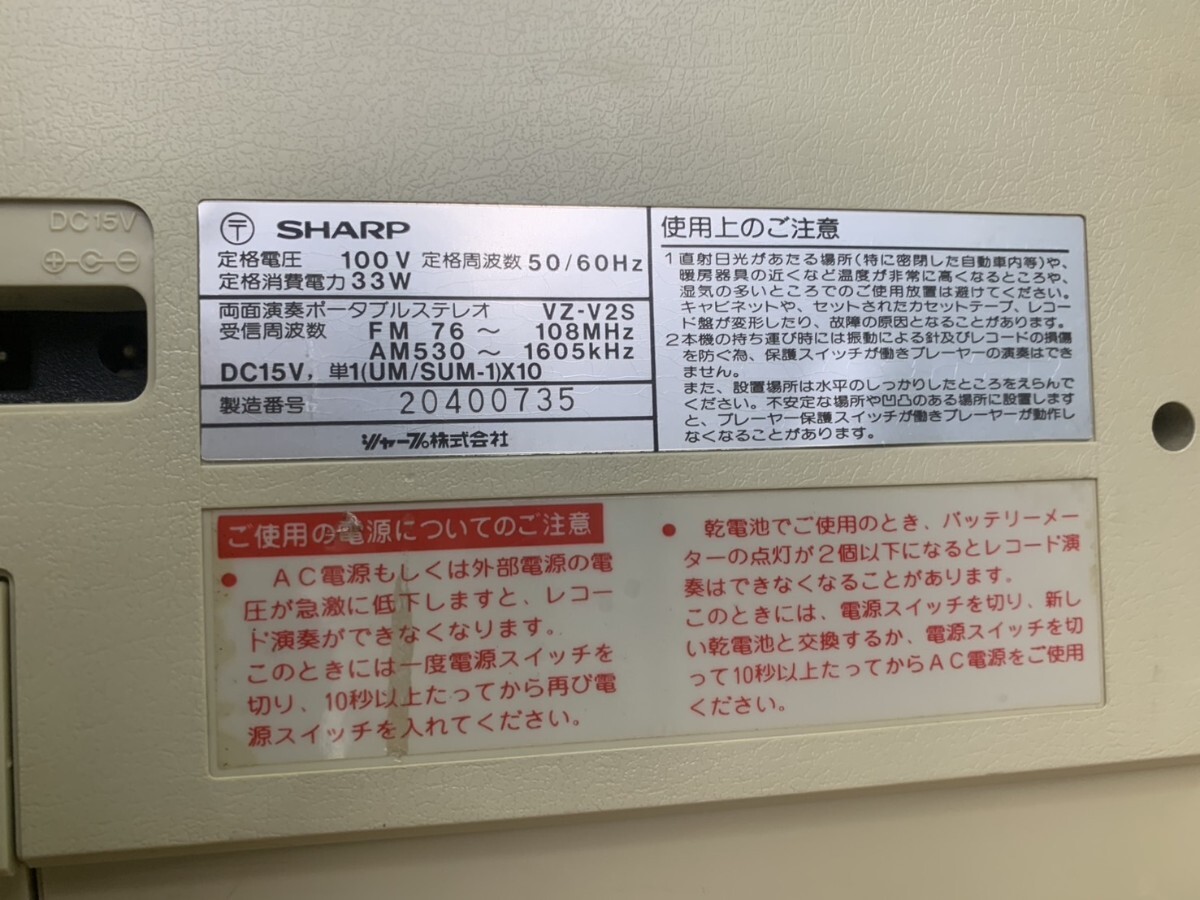 DC15V
〒 SHARP
定格電圧 100V 定格周波数 50/60Hz
定格消費電力 33W
両面演奏ポータブルステレオ VZ-V2S
受信周波数 FM 76 ～ 108MHz
AM530 ～ 1605kHz
DC15V, 単1(UM/SUM-1)X10
製造番号 20400735
シャープ株式会社
使用上のご注意
1 直射日光があたる場所(特に密閉した自動車内等)や、
暖房器具の近くなど温度が非常に高くなるところや、
湿気の多いところでのご使用放置は避けてください。
キャビネットや、セットされたカセットテープ、レコー
ド盤が変形したり、故障の原因となることがあります。
2 本機の持ち運び時には振動による針及びレコードの損傷
を防ぐ為、保護スイッチが働きプレーヤーの演奏はでき
ません。
また、設置場所は水平のしっかりしたところをえらんで
ください。不安定な場所や凹凸のある場所に設置します
と、プレーヤー保護スイッチが働きプレーヤーが動作し
なくなることがあります。
ご使用の電源についてのご注意
● AC電源もしくは外部電源の電
圧が急激に低下しますと、レコー
ド演奏ができなくなります。
このときには一度電源スイッチを
切り、10秒以上たってから再び電
源スイッチを入れてください。
● 乾電池でご使用のとき、バッテリーメー
ターの点灯が2個以下になるとレコード演
奏はできなくなることがあります。
このときには、電源スイッチを切り、新し
い乾電池と交換するか、電源スイッチを切
って10秒以上たってからAC電源をご使用
ください。